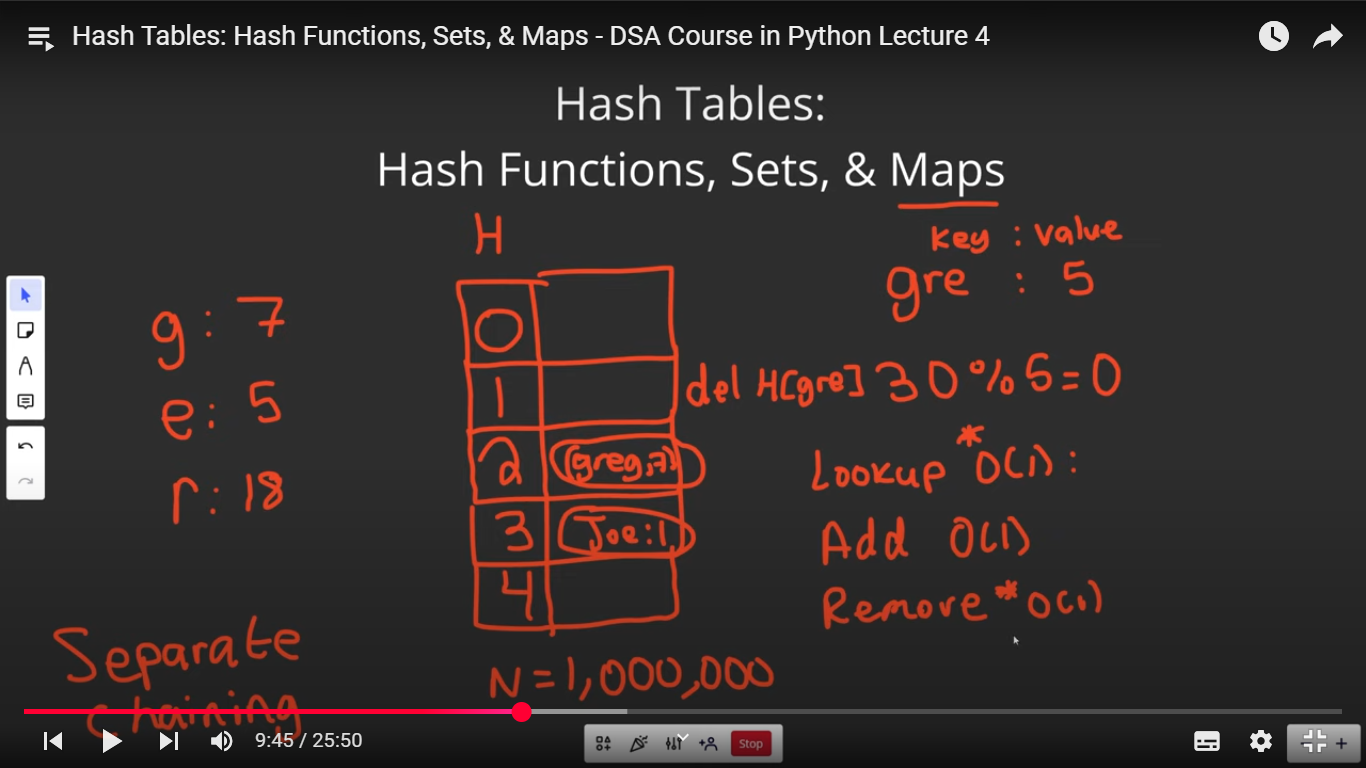 Hash Tables: Hash Functions, Sets, & Maps - DSA Course in Python Lecture 4
Hash Tables:
Hash Functions, Sets, & Maps
H
key : value
gre : 5
g : 7
e : 5
r : 18
0
1
2 (greg,7)
3 Joe:1
4
del H[gre] 30%5=0
Lookup *O(1) :
Add O(1)
Remove *O(1)
Separate
chaining
N = 1,000,000
9:45 / 25:50
Stop